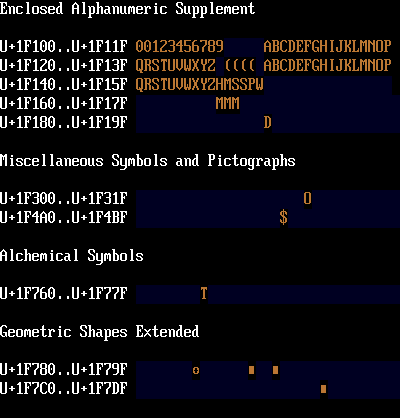 Enclosed Alphanumeric Supplement
U+1F100..U+1F11F 00123456789 ABCDEFGHIJKLMNOP
U+1F120..U+1F13F QRSTUVWXYZ (((( ABCDEFGHIJKLMNOP
U+1F140..U+1F15F QRSTUVWXYZHMSSPW
U+1F160..U+1F17F MMM
U+1F180..U+1F19F D
Miscellaneous Symbols and Pictographs
U+1F300..U+1F31F O
U+1F4A0..U+1F4BF $
Alchemical Symbols
U+1F760..U+1F77F T
Geometric Shapes Extended
U+1F780..U+1F79F o ▪ ▪
U+1F7C0..U+1F7DF ▪